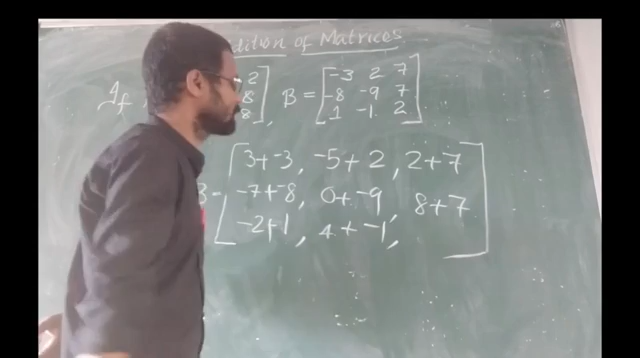 dition of Matrices
If 2 7
8 B = -3 2 7
8, -8 -9 7
1 -1 2
3+-3, -5+2, 2+7
B = -7+-8, 0+-9, 8+7
-2+1, 4+-1,